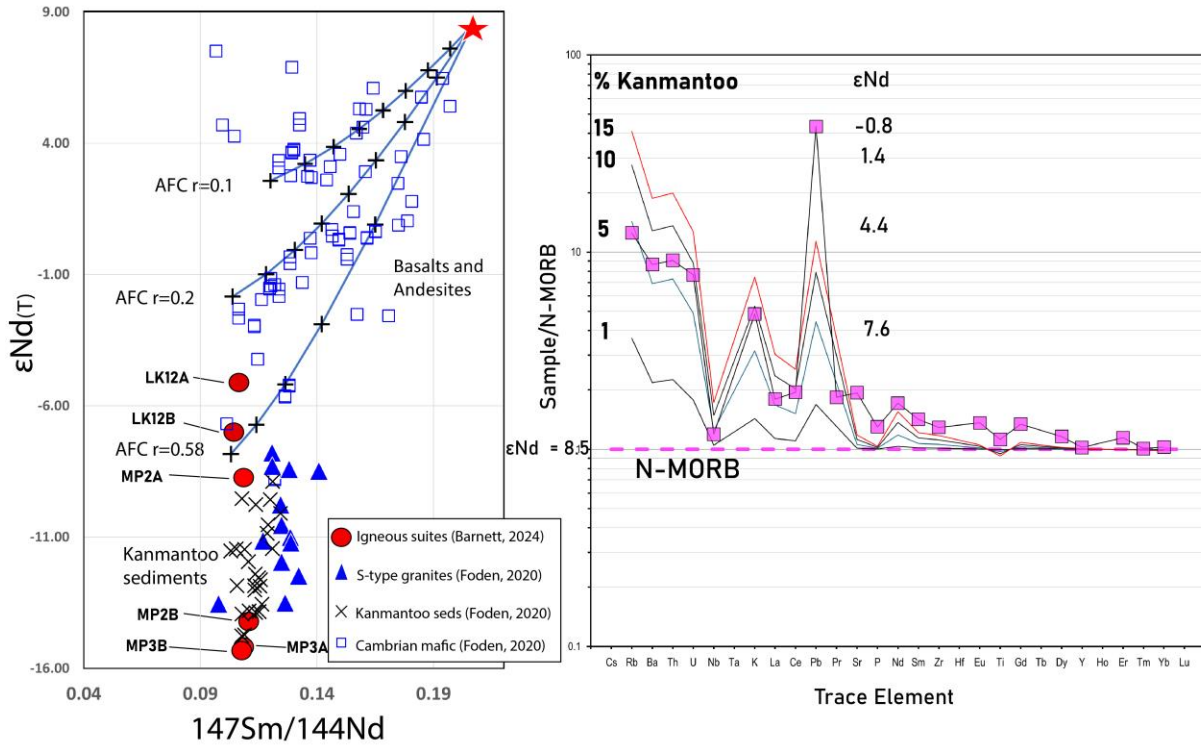 9.00
4.00
-1.00
-6.00
-11.00
-16.00
εNd(T)
0.04
0.09
0.14
0.19
147Sm/144Nd
AFC r=0.1
AFC r=0.2
AFC r=0.58
Basalts and
Andesites
LK12A
LK12B
MP2A
Kanmantoo
sediments
MP2B
MP3B
MP3A
Igneous suites (Barnett, 2024)
S-type granites (Foden, 2020)
Kanmantoo seds (Foden, 2020)
Cambrian mafic (Foden, 2020)
100
10
1
0.1
Sample/N-MORB
% Kanmantoo
εNd
15
-0.8
10
1.4
5
4.4
1
7.6
εNd = 8.5
N-MORB
Cs Rb Ba Th U Nb Ta K La Ce Pb Pr Sr P Nd Sm Zr Hf Eu Ti Gd Tb Dy Y Ho Er Tm Yb Lu
Trace Element